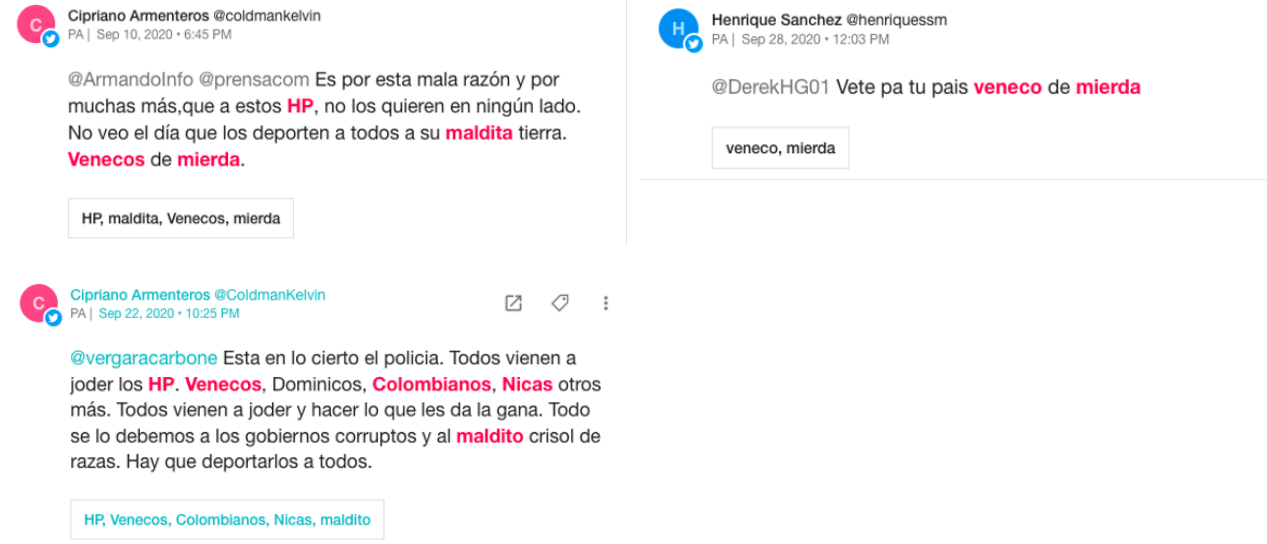 C
Cipriano Armenteros @coldmankelvin
PA | Sep 10, 2020 • 6:45 PM
@ArmandoInfo @prensacom Es por esta mala razón y por
muchas más,que a estos HP, no los quieren en ningún lado.
No veo el día que los deporten a todos a su maldita tierra.
Venecos de mierda.
HP, maldita, Venecos, mierda
H
Henrique Sanchez @henriquessm
PA | Sep 28, 2020 • 12:03 PM
@DerekHG01 Vete pa tu pais veneco de mierda
veneco, mierda
C
Cipriano Armenteros @ColdmanKelvin
PA | Sep 22, 2020 • 10:25 PM
@vergaracarbone Esta en lo cierto el policia. Todos vienen a
joder los HP. Venecos, Dominicos, Colombianos, Nicas otros
más. Todos vienen a joder y hacer lo que les da la gana. Todo
se lo debemos a los gobiernos corruptos y al maldito crisol de
razas. Hay que deportarlos a todos.
HP, Venecos, Colombianos, Nicas, maldito